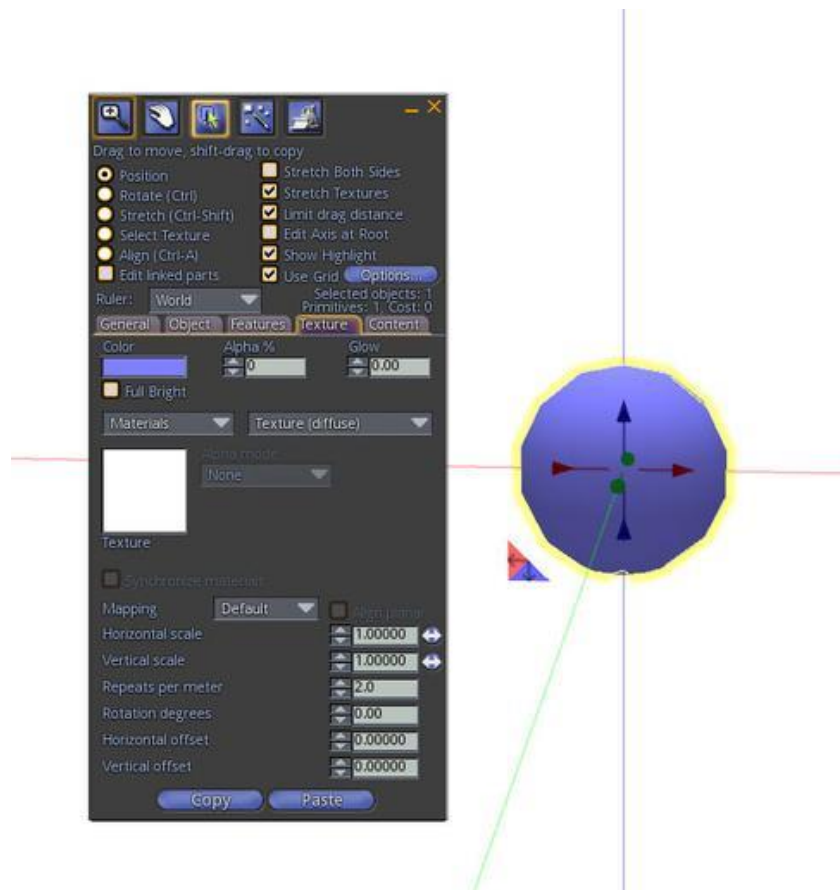 Drag to move, shift-drag to copy
Position
Rotate (Ctrl)
Stretch (Ctrl-Shift)
Select Texture
Align (Ctrl-A)
Edit linked parts
Stretch Both Sides
Stretch Textures
Limit drag distance
Edit Axis at Root
Show Highlight
Use Grid Options...
Ruler: World
Selected objects: 1
Primitives: 1, Cost: 0
General Object Features Texture Content
Color Alpha % Glow
0 0.00
Full Bright
Materials Texture (diffuse)
Alpha mode
None
Texture
Synchronize materials
Mapping Default Align planar
Horizontal scale 1.00000
Vertical scale 1.00000
Repeats per meter 2.0
Rotation degrees 0.00
Horizontal offset 0.00000
Vertical offset 0.00000
Copy Paste